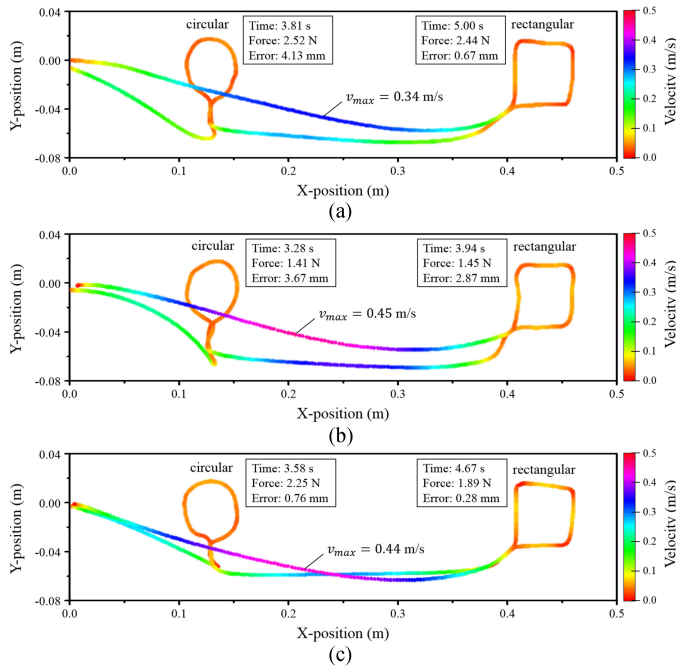 circular
Time: 3.81 s
Force: 2.52 N
Error: 4.13 mm
Time: 5.00 s
Force: 2.44 N
Error: 0.67 mm
rectangular
v_max = 0.34 m/s
0.04
0.00
-0.04
-0.08
Y-position (m)
0.0 0.1 0.2 0.3 0.4 0.5
X-position (m)
0.5
0.4
0.3
0.2
0.1
0.0
Velocity (m/s)
(a)
circular
Time: 3.28 s
Force: 1.41 N
Error: 3.67 mm
Time: 3.94 s
Force: 1.45 N
Error: 2.87 mm
rectangular
v_max = 0.45 m/s
0.04
0.00
-0.04
-0.08
Y-position (m)
0.0 0.1 0.2 0.3 0.4 0.5
X-position (m)
0.5
0.4
0.3
0.2
0.1
0.0
Velocity (m/s)
(b)
circular
Time: 3.58 s
Force: 2.25 N
Error: 0.76 mm
Time: 4.67 s
Force: 1.89 N
Error: 0.28 mm
rectangular
v_max = 0.44 m/s
0.04
0.00
-0.04
-0.08
Y-position (m)
0.0 0.1 0.2 0.3 0.4 0.5
X-position (m)
0.5
0.4
0.3
0.2
0.1
0.0
Velocity (m/s)
(c)